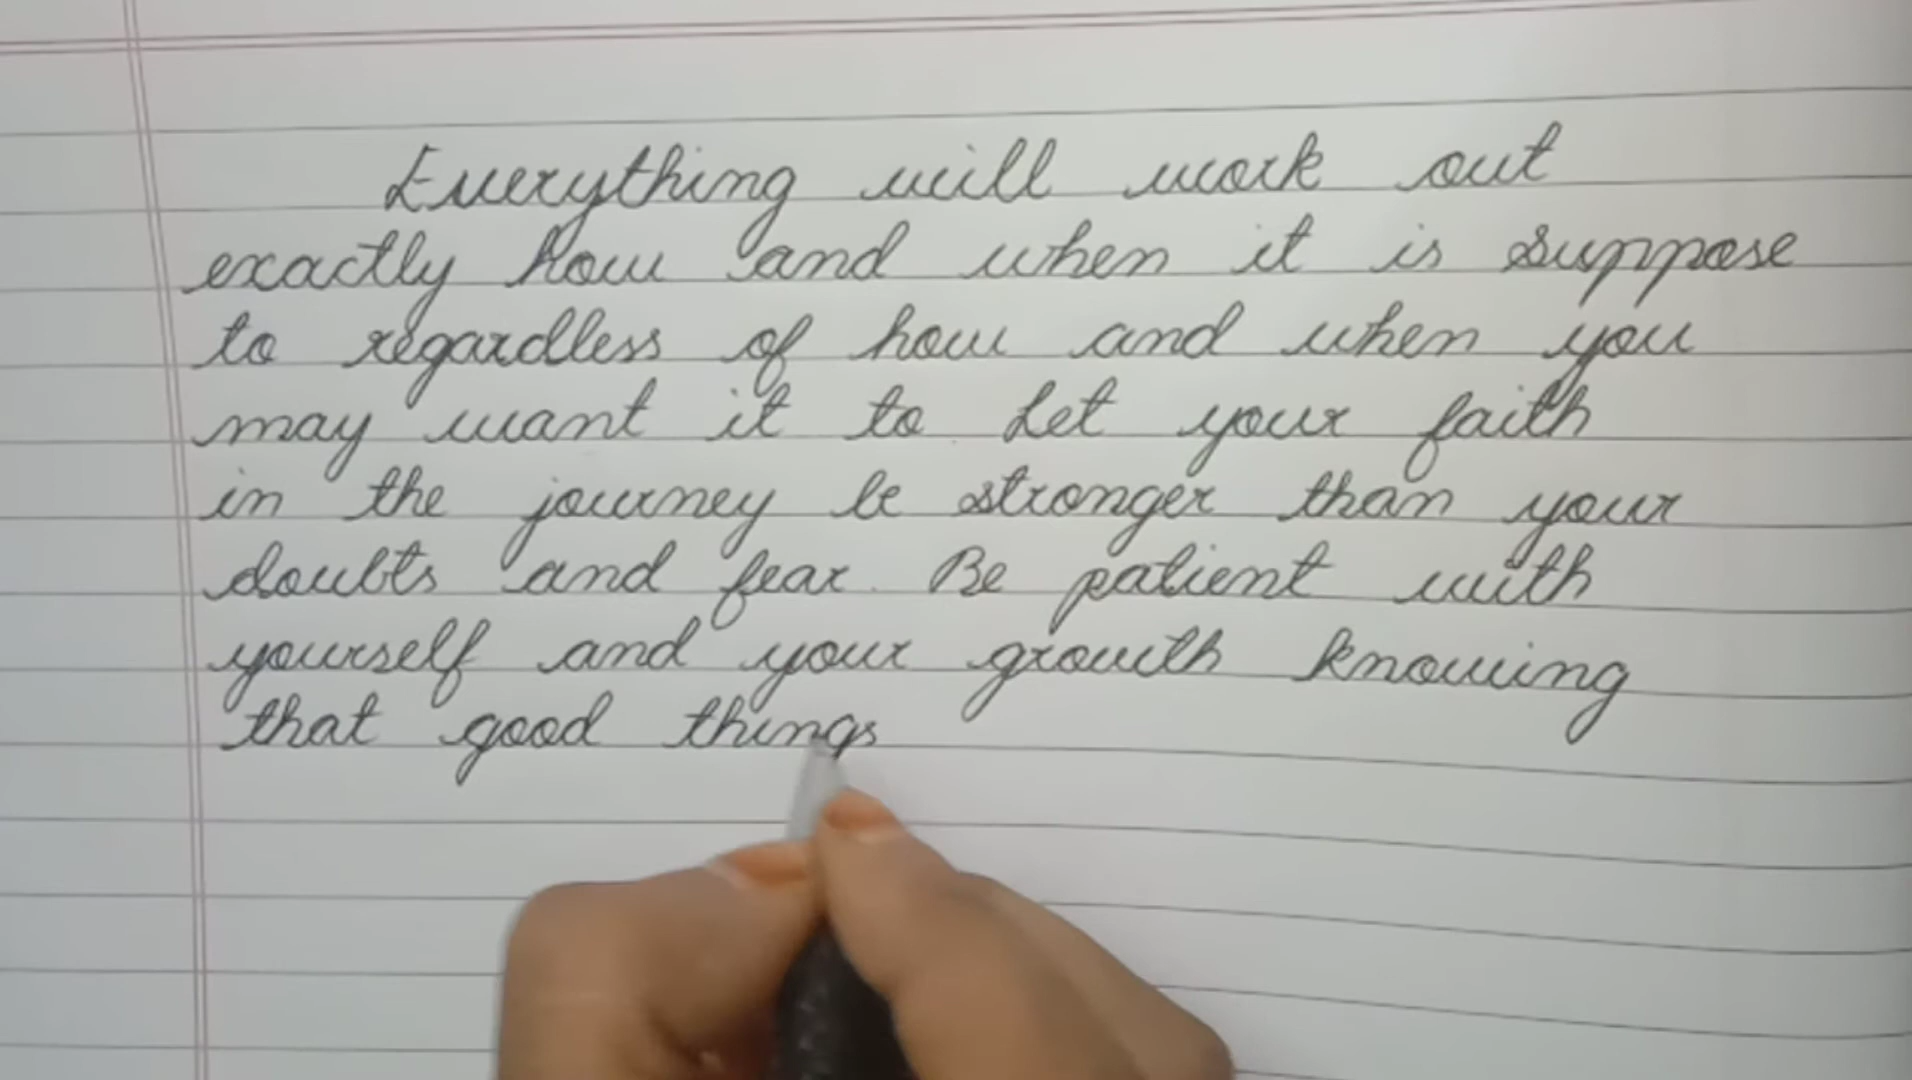 Everything will work out
exactly how and when it is suppose
to regardless of how and when you
may want it to Let your faith
in the journey be stronger than your
doubts and fear. Be patient with
yourself and your growth knowing
that good things